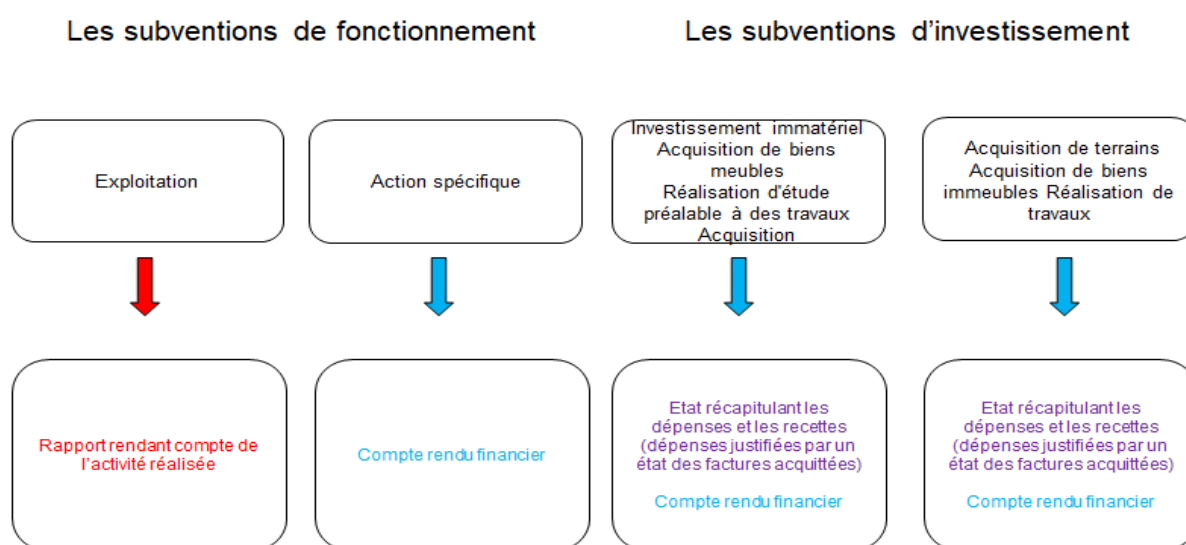 Les subventions de fonctionnement
Les subventions d'investissement
Exploitation
Action spécifique
Investissement immatériel
Acquisition de biens
meubles
Réalisation d'étude
préalable à des travaux
Acquisition
Acquisition de terrains
Acquisition de biens
immeubles Réalisation de
travaux
Rapport rendant compte de
l'activité réalisée
Compte rendu financier
Etat récapitulant les
dépenses et les recettes
(dépenses justifiées par un
état des factures acquittées)
Compte rendu financier
Etat récapitulant les
dépenses et les recettes
(dépenses justifiées par un
état des factures acquittées)
Compte rendu financier